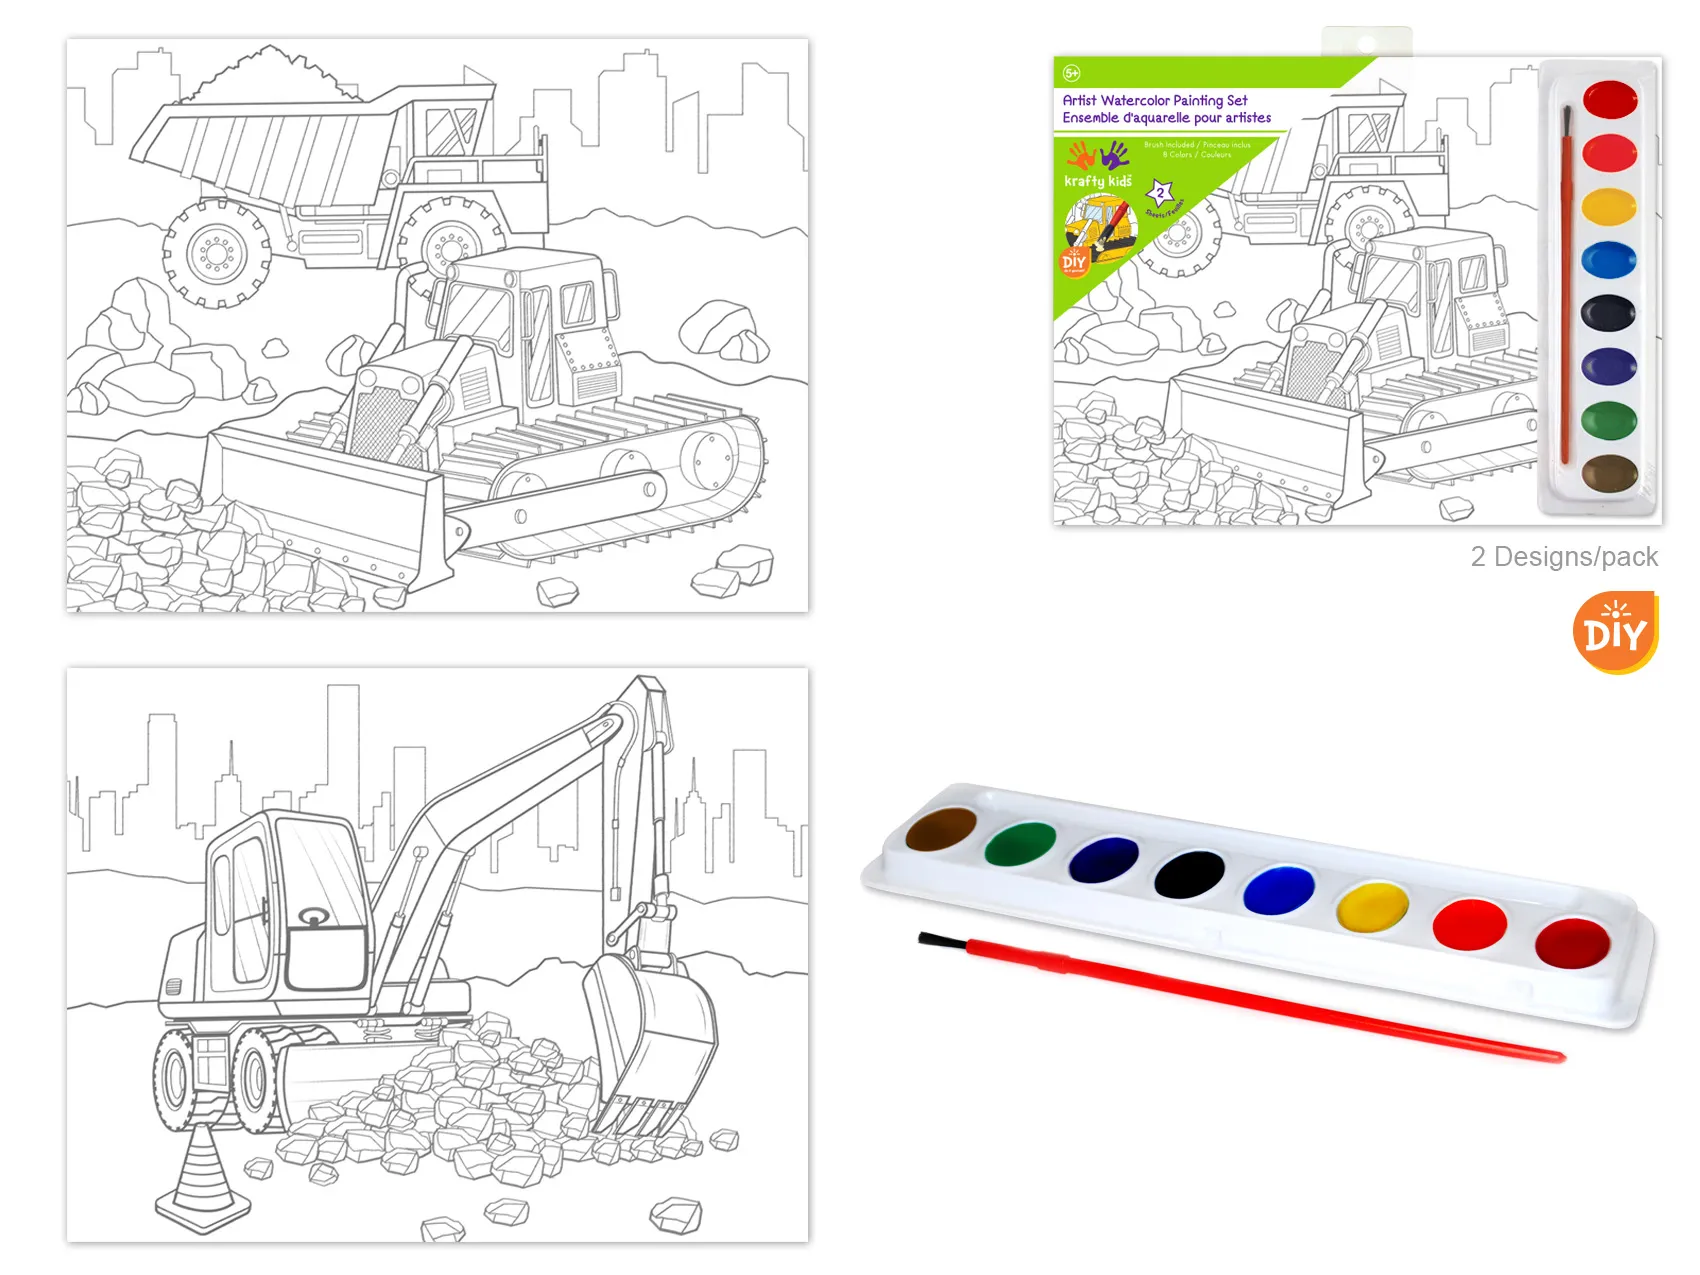 5+
Artist Watercolor Painting Set
Ensemble d'aquarelle pour artistes
Brush Included / Pinceau inclus
8 Colors / Couleurs
krafty kids
2
Sheets/Feuilles
DIY
2 Designs/pack
DIY